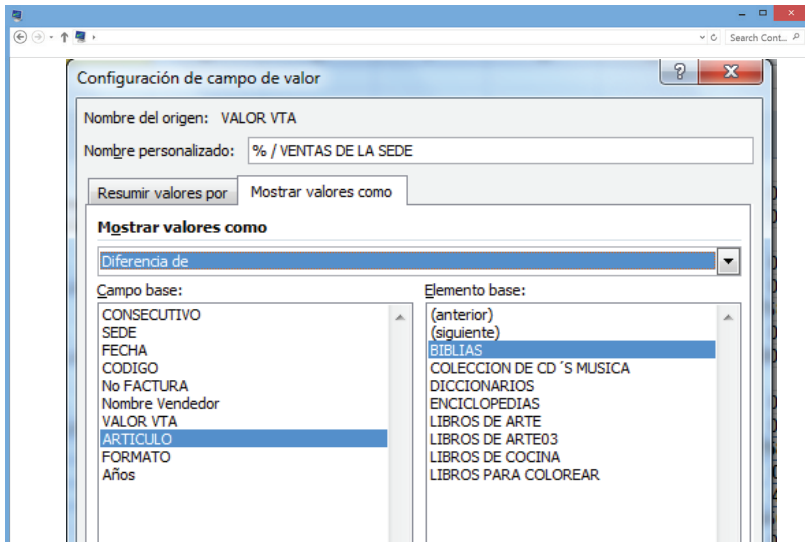 Search Cont...
Configuración de campo de valor
Nombre del origen: VALOR VTA
Nombre personalizado: % / VENTAS DE LA SEDE
Resumir valores por Mostrar valores como
Mostrar valores como
Diferencia de
Campo base: Elemento base:
CONSECUTIVO (anterior)
SEDE (siguiente)
FECHA BIBLIAS
CODIGO COLECCION DE CD ´S MUSICA
No FACTURA DICCIONARIOS
Nombre Vendedor ENCICLOPEDIAS
VALOR VTA LIBROS DE ARTE
ARTICULO LIBROS DE ARTE03
FORMATO LIBROS DE COCINA
Años LIBROS PARA COLOREAR